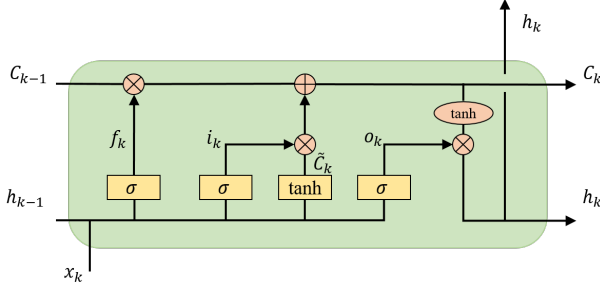 h_k
C_{k-1} C_k
tanh
f_k i_k o_k
C̃_k
σ σ tanh σ
h_{k-1} h_k
x_k